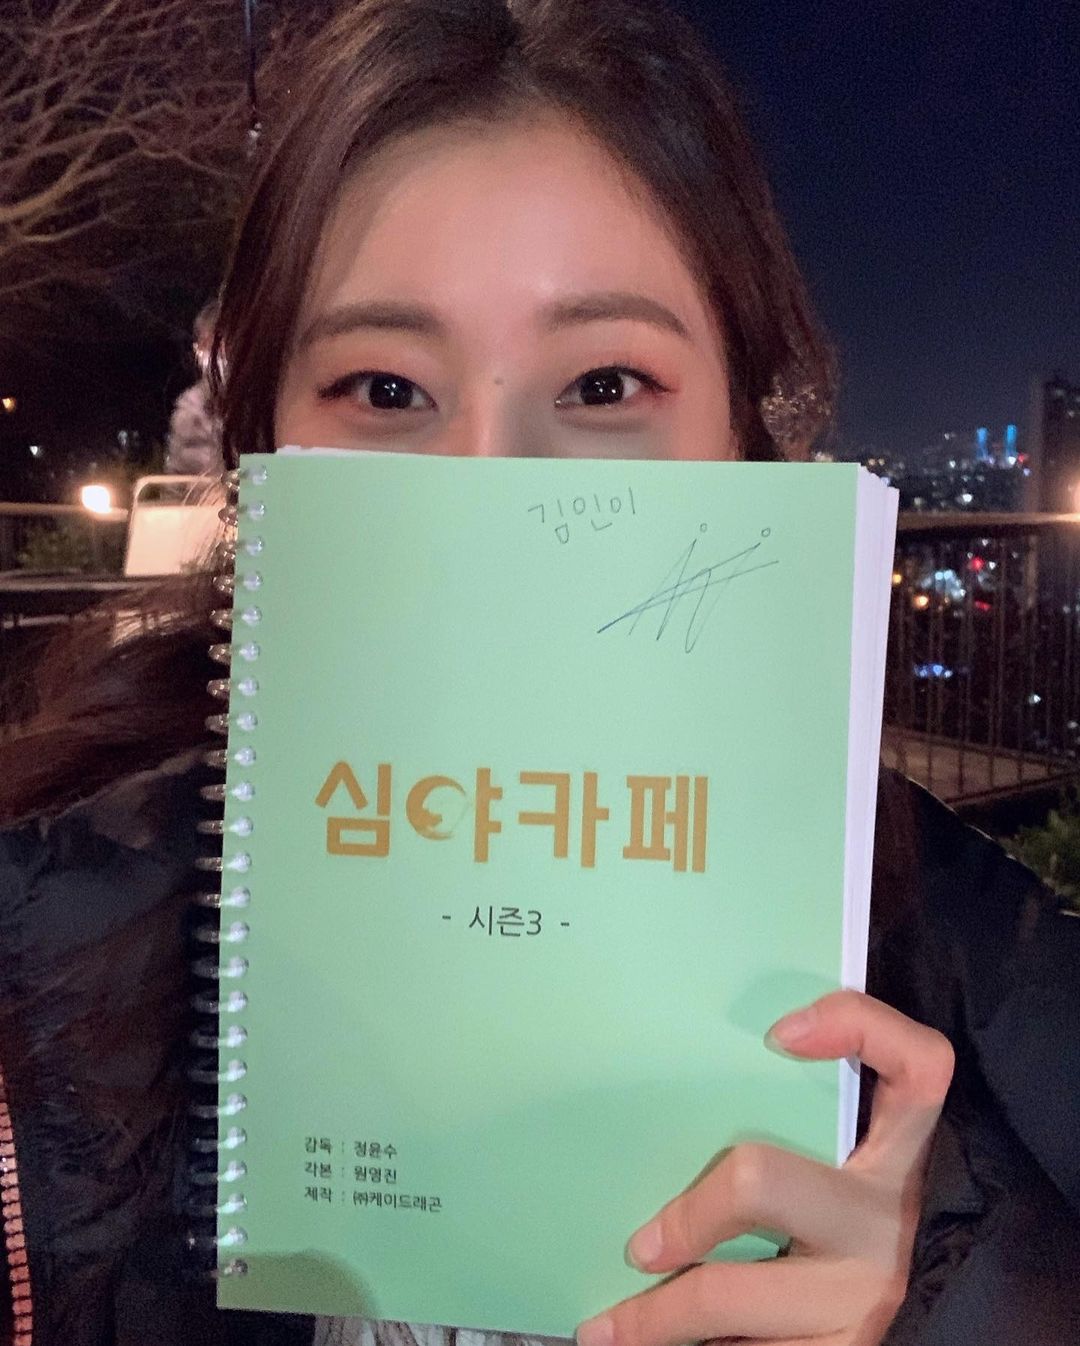 김인이
심야카페
- 시즌3 -
감독 : 정윤수
각본 : 원영진
제작 : ㈜케이드래곤